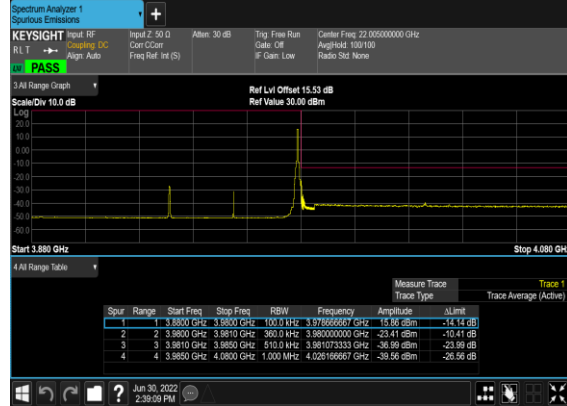 Spectrum Analyzer 1
Spurious Emissions
+
KEYSIGHT Input: RF Input Z: 50 Ω Atten: 30 dB Trig: Free Run Center Freq: 22.005000000 GHz
RLT Coupling: DC Corr CCorr Gate: Off Avg|Hold: 100/100
Align: Auto Freq Ref: Int (S) IF Gain: Low Radio Std: None
LW PASS
3 All Range Graph
Ref Lvl Offset 15.53 dB
Scale/Div 10.0 dB Ref Value 30.00 dBm
Log
20.0
10.0
0.00
-10.0
-20.0
-30.0
-40.0
-50.0
-60.0
Start 3.880 GHz Stop 4.080 GHz
4 All Range Table
Measure Trace Trace 1
Trace Type Trace Average (Active)
Spur Range Start Freq Stop Freq RBW Frequency Amplitude ΔLimit
1 1 3.8800 GHz 3.9800 GHz 100.0 kHz 3.978666667 GHz 15.86 dBm -14.14 dB
2 2 3.9800 GHz 3.9810 GHz 360.0 kHz 3.980000000 GHz -23.41 dBm -10.41 dB
3 3 3.9810 GHz 3.9850 GHz 510.0 kHz 3.981073333 GHz -36.99 dBm -23.99 dB
4 4 3.9850 GHz 4.0800 GHz 1.000 MHz 4.026166667 GHz -39.56 dBm -26.56 dB
? Jun 30, 2022
2:39:09 PM